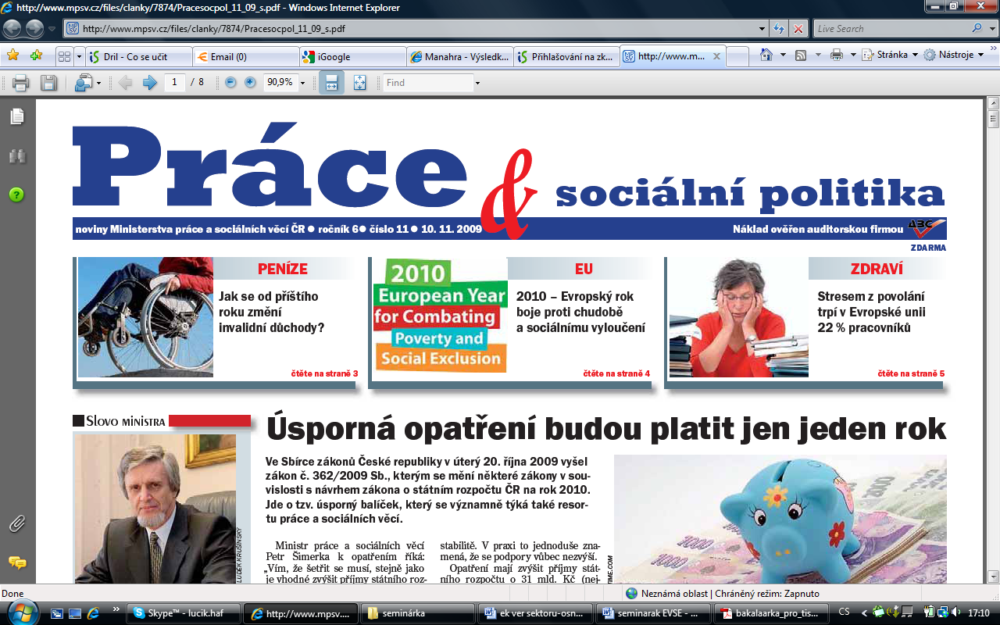 http://www.mpsv.cz/files/clanky/7874/Pracesocpol_11_09_s.pdf - Windows Internet Explorer
http://www.mpsv.cz/files/clanky/7874/Pracesocpol_11_09_s.pdf
Live Search
Dril - Co se učit
Email (0)
iGoogle
Manahra - Výsledk...
Přihlašování na zk...
http://www.m...
Stránka
Nástroje
1 / 8
90,9%
Find
Práce & sociální politika
noviny Ministerstva práce a sociálních věcí ČR ● ročník 6 ● číslo 11 ● 10. 11. 2009
Náklad ověřen auditorskou firmou ABC
ZDARMA
PENÍZE
Jak se od příštího
roku změní
invalidní důchody?
čtěte na straně 3
2010
European Year
for Combating
Poverty and
Social Exclusion
EU
2010 – Evropský rok
boje proti chudobě
a sociálnímu vyloučení
čtěte na straně 4
ZDRAVÍ
Stresem z povolání
trpí v Evropské unii
22 % pracovníků
čtěte na straně 5
SLOVO MINISTRA
LUDĚK KRUŠINSKÝ
Úsporná opatření budou platit jen jeden rok
Ve Sbírce zákonů České republiky v úterý 20. října 2009 vyšel
zákon č. 362/2009 Sb., kterým se mění některé zákony v sou-
vislosti s návrhem zákona o státním rozpočtu ČR na rok 2010.
Jde o tzv. úsporný balíček, který se významně týká také resor-
tu práce a sociálních věcí.
Ministr práce a sociálních věcí
Petr Šimerka k opatřením říká:
„Vím, že šetřit se musí, stejně jako
je vhodné zvýšit příjmy státního roz-
stabilitě. V praxi to jednoduše zna-
mená, že se podpory vůbec nezvýší.
Opatření mají zvýšit příjmy stát-
ního rozpočtu o 31 mld. Kč (nej-
TIME.COM
Done
Neznámá oblast | Chráněný režim: Zapnuto
Skype™ - lucik.haf
http://www.mpsv....
seminárka
ek ver sektoru-osn...
seminarak EVSE - ...
bakalaarka_pro_tis...
CS
17:10